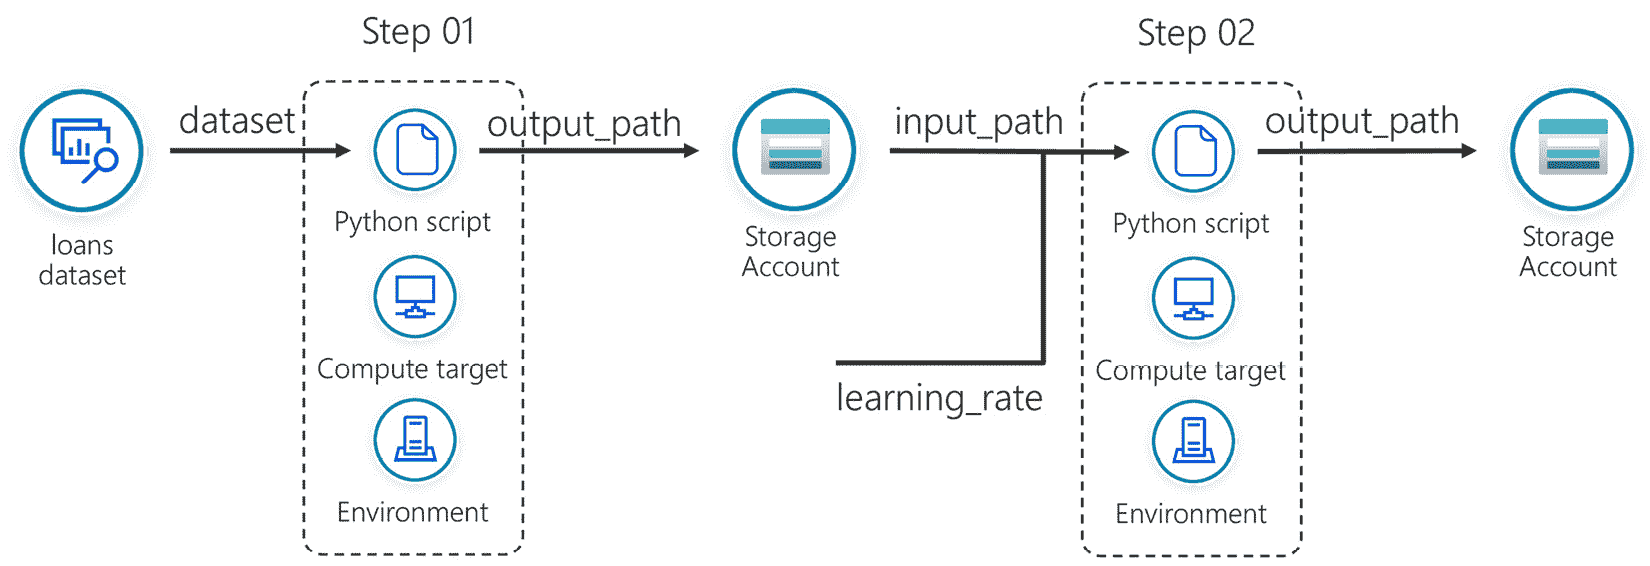 Step 01
Step 02
dataset
output_path
input_path
output_path
loans
dataset
Python script
Storage
Account
Python script
Storage
Account
Compute target
learning_rate
Compute target
Environment
Environment